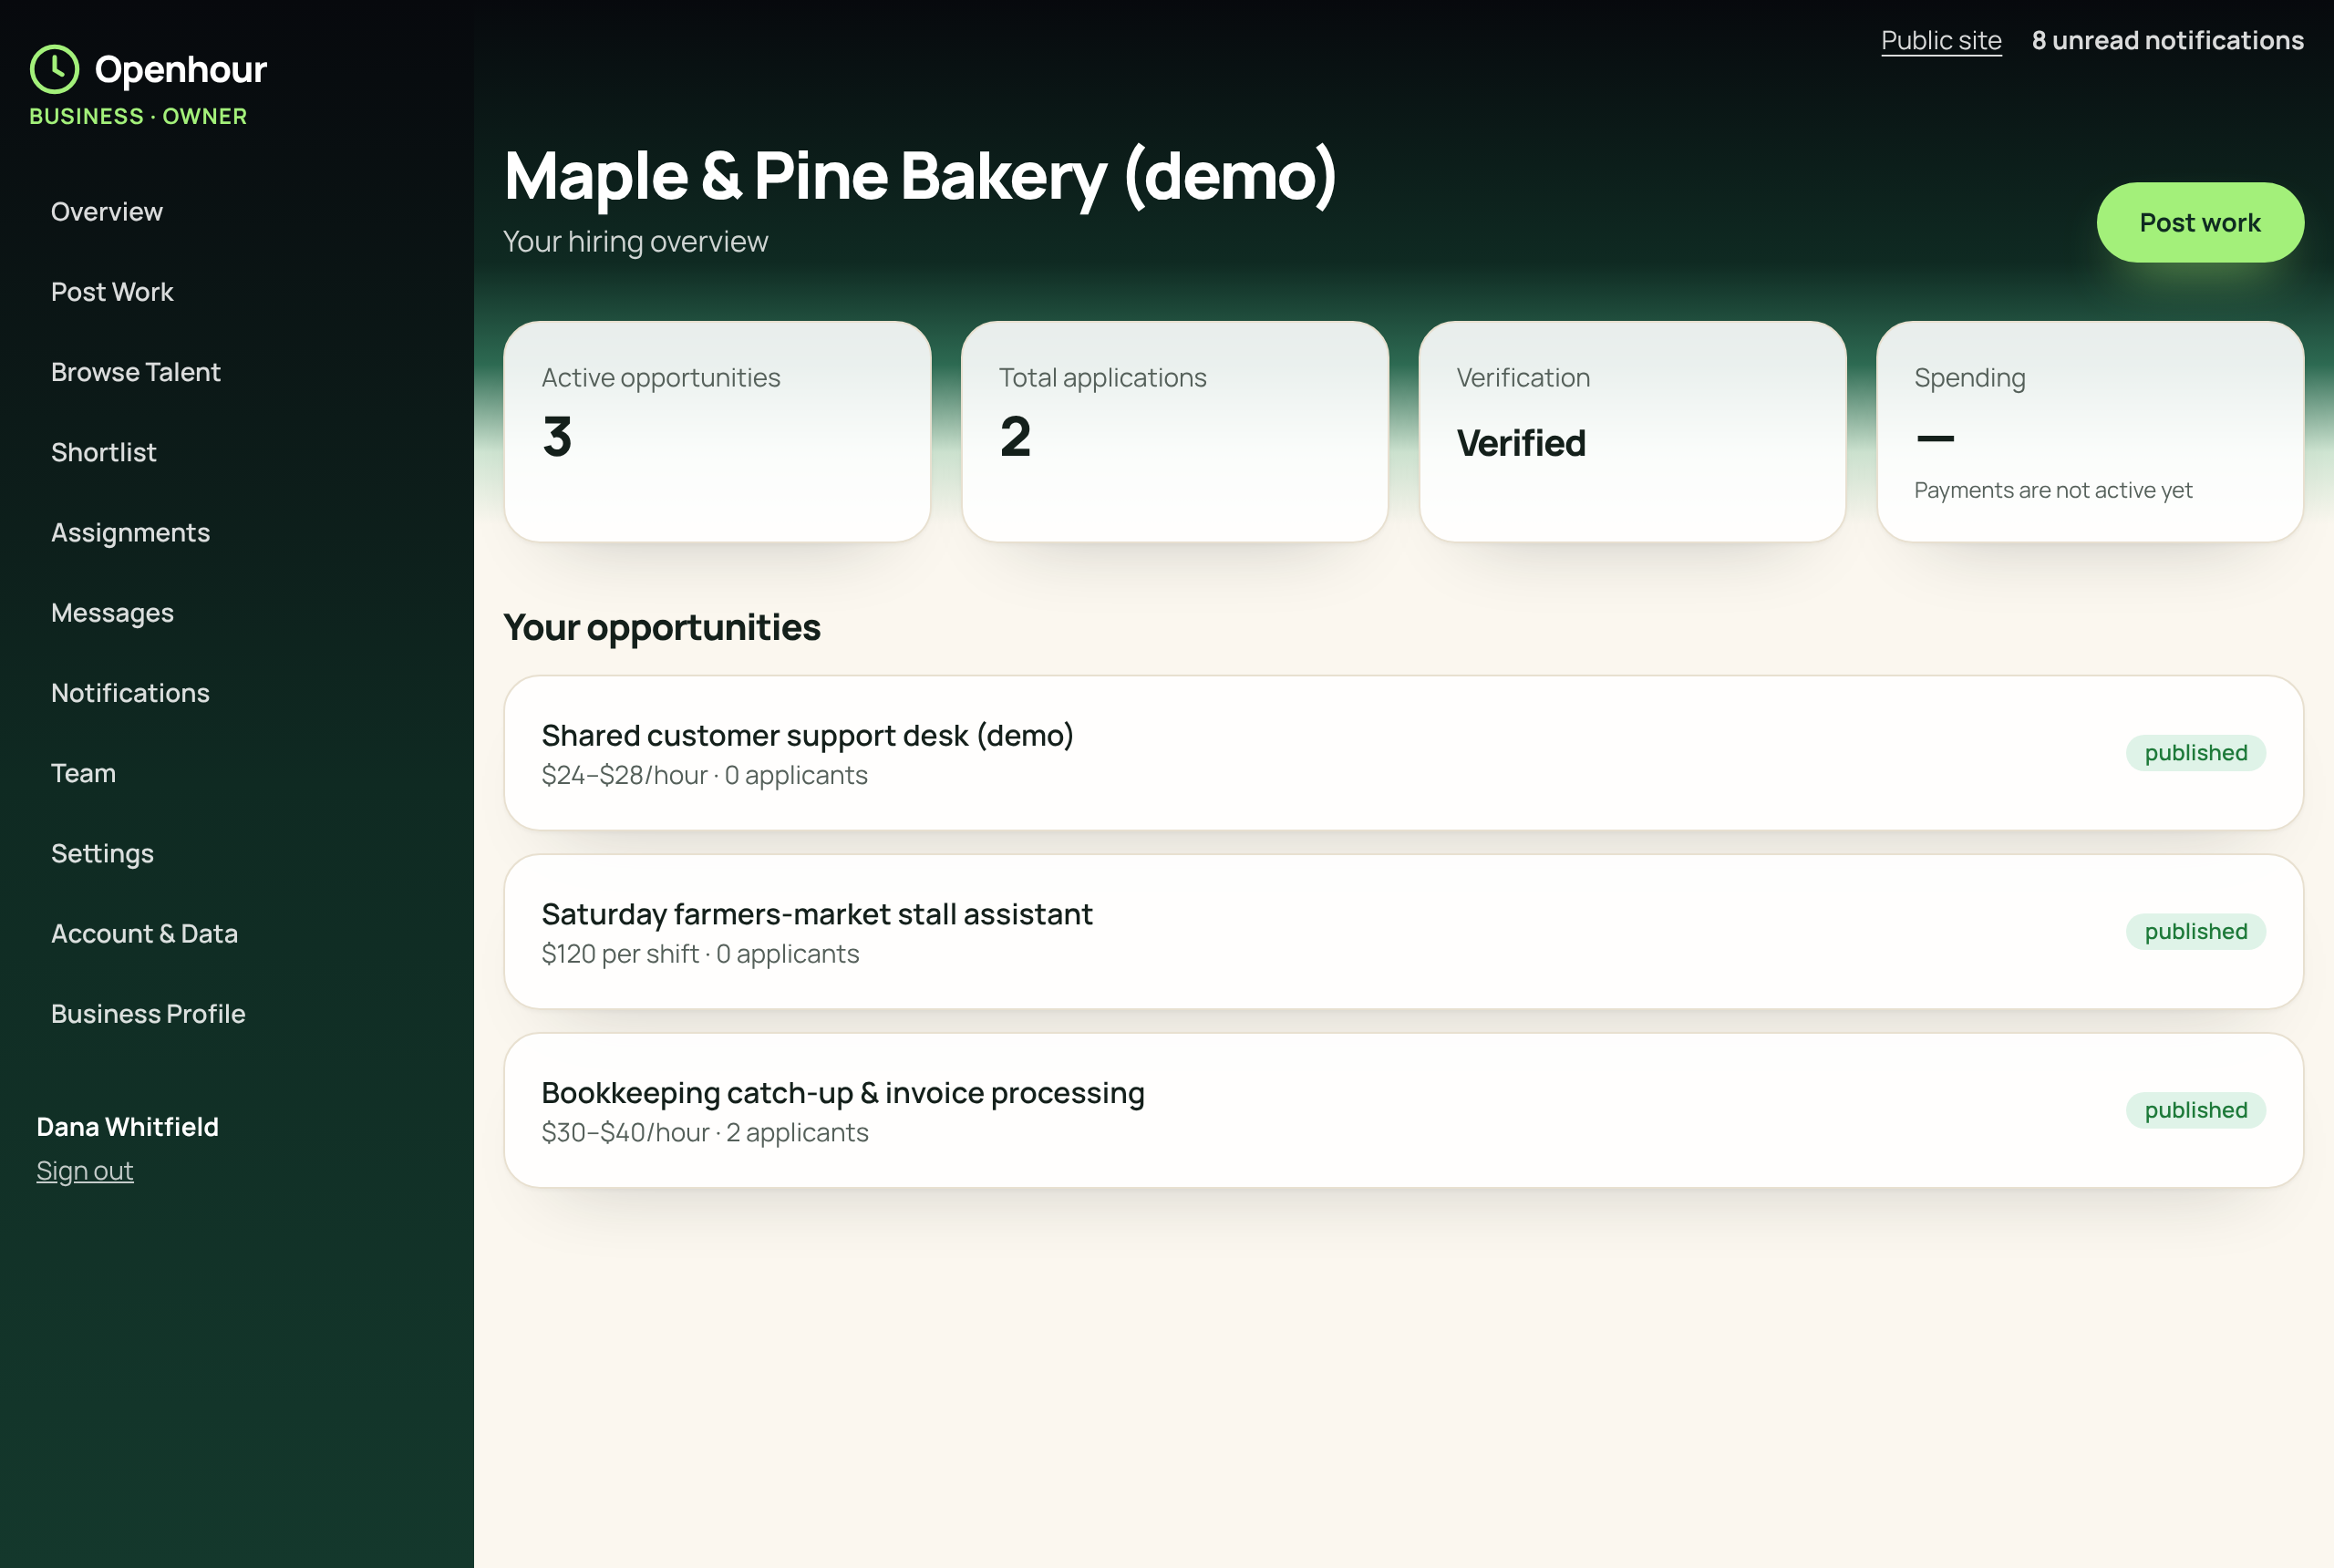 Openhour
BUSINESS · OWNER
Overview
Post Work
Browse Talent
Shortlist
Assignments
Messages
Notifications
Team
Settings
Account & Data
Business Profile
Dana Whitfield
Sign out
Public site
8 unread notifications
Maple & Pine Bakery (demo)
Your hiring overview
Post work
Active opportunities
3
Total applications
2
Verification
Verified
Spending
—
Payments are not active yet
Your opportunities
Shared customer support desk (demo)
$24–$28/hour · 0 applicants
published
Saturday farmers-market stall assistant
$120 per shift · 0 applicants
published
Bookkeeping catch-up & invoice processing
$30–$40/hour · 2 applicants
published